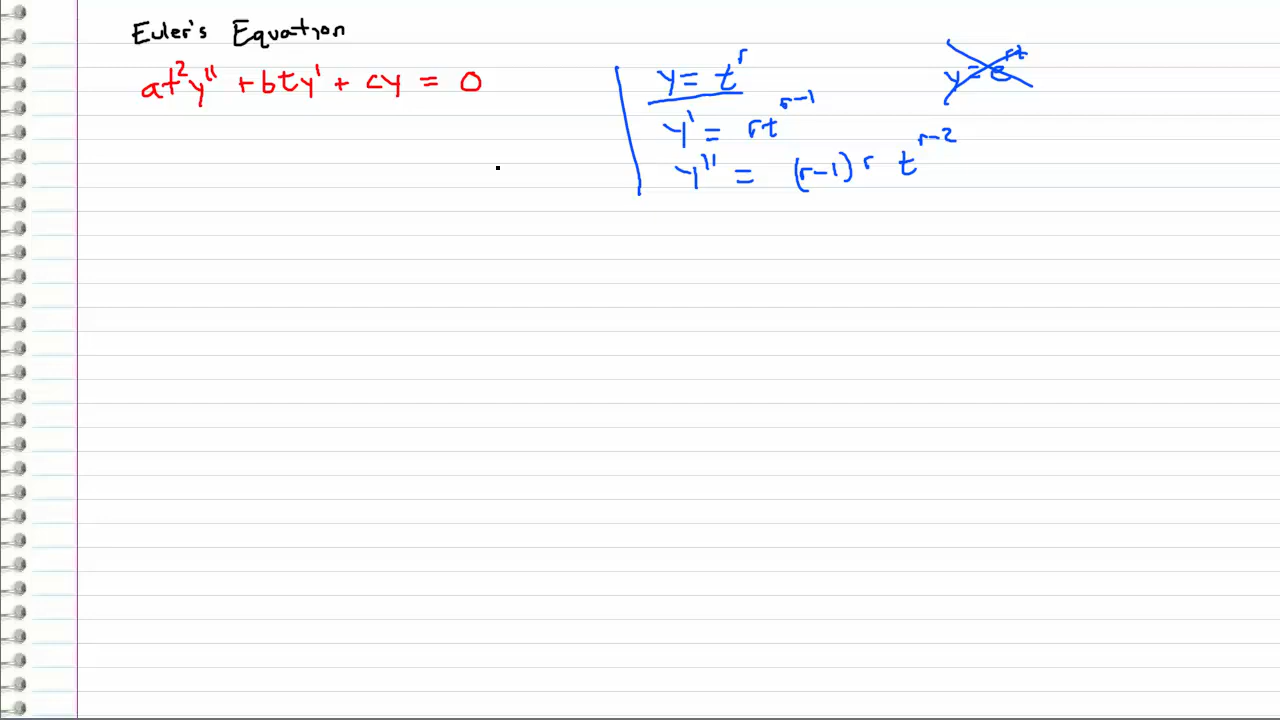 Euler's Equation
at²y'' + bty' + cy = 0
y = t^r
y' = rt^(r-1)
y'' = (r-1)r t^(r-2)
y = e^rt